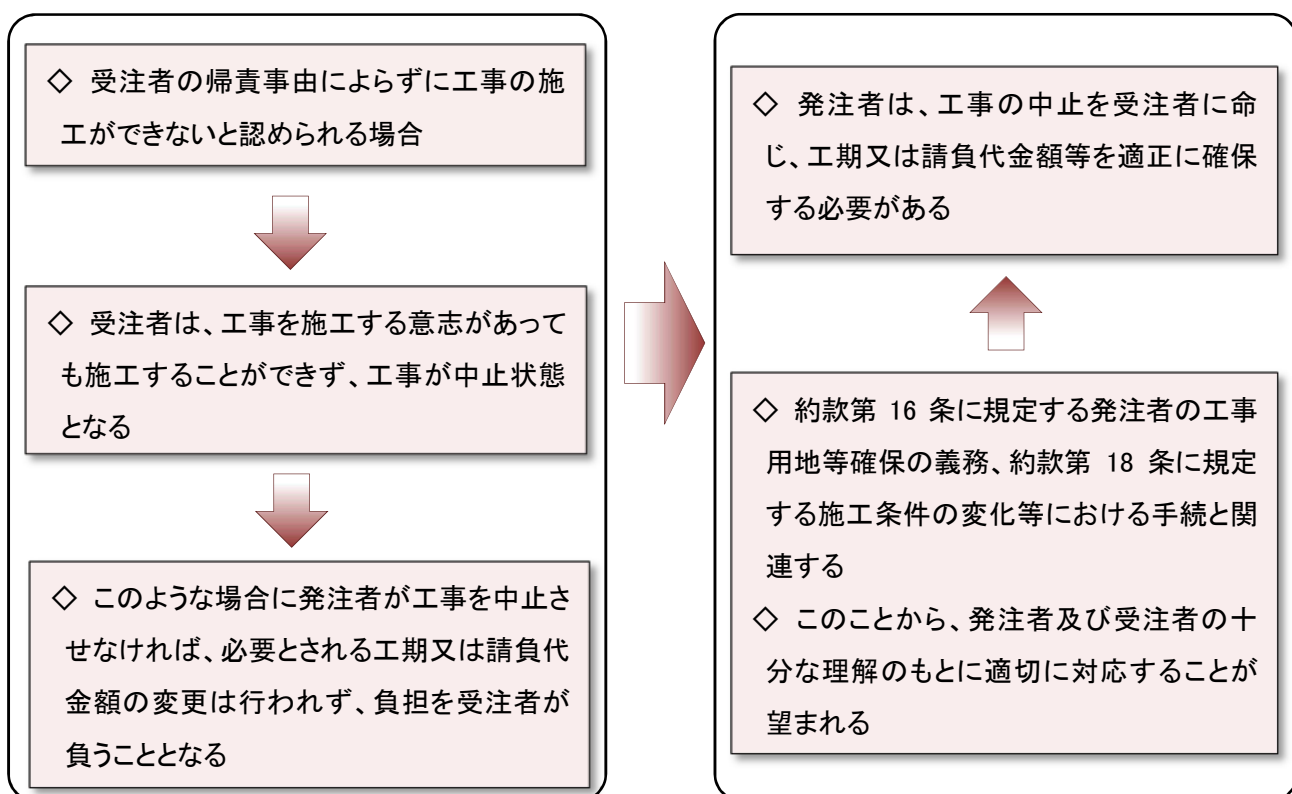 ◇ 受注者の帰責事由によらずに工事の施
工ができないと認められる場合
◇ 受注者は、工事を施工する意志があって
も施工することができず、工事が中止状態
となる
◇ このような場合に発注者が工事を中止さ
せなければ、必要とされる工期又は請負代
金額の変更は行われず、負担を受注者が
負うこととなる
◇ 発注者は、工事の中止を受注者に命
じ、工期又は請負代金額等を適正に確保
する必要がある
◇ 約款第 16 条に規定する発注者の工事
用地等確保の義務、約款第 18 条に規定
する施工条件の変化等における手続と関
連する
◇ このことから、発注者及び受注者の十
分な理解のもとに適切に対応することが
望まれる